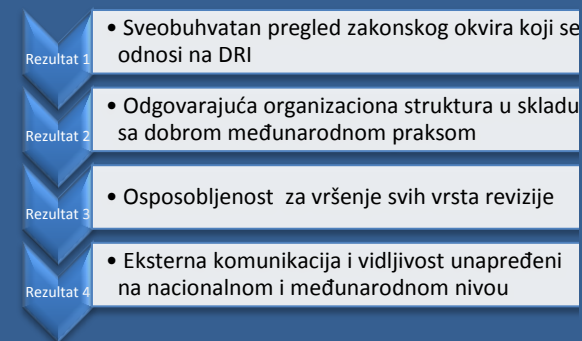 Rezultat 1
• Sveobuhvatan pregled zakonskog okvira koji se
odnosi na DRI
Rezultat 2
• Odgovarajuća organizaciona struktura u skladu
sa dobrom međunarodnom praksom
Rezultat 3
• Osposobljenost za vršenje svih vrsta revizije
Rezultat 4
• Eksterna komunikacija i vidljivost unapređeni
na nacionalnom i međunarodnom nivou